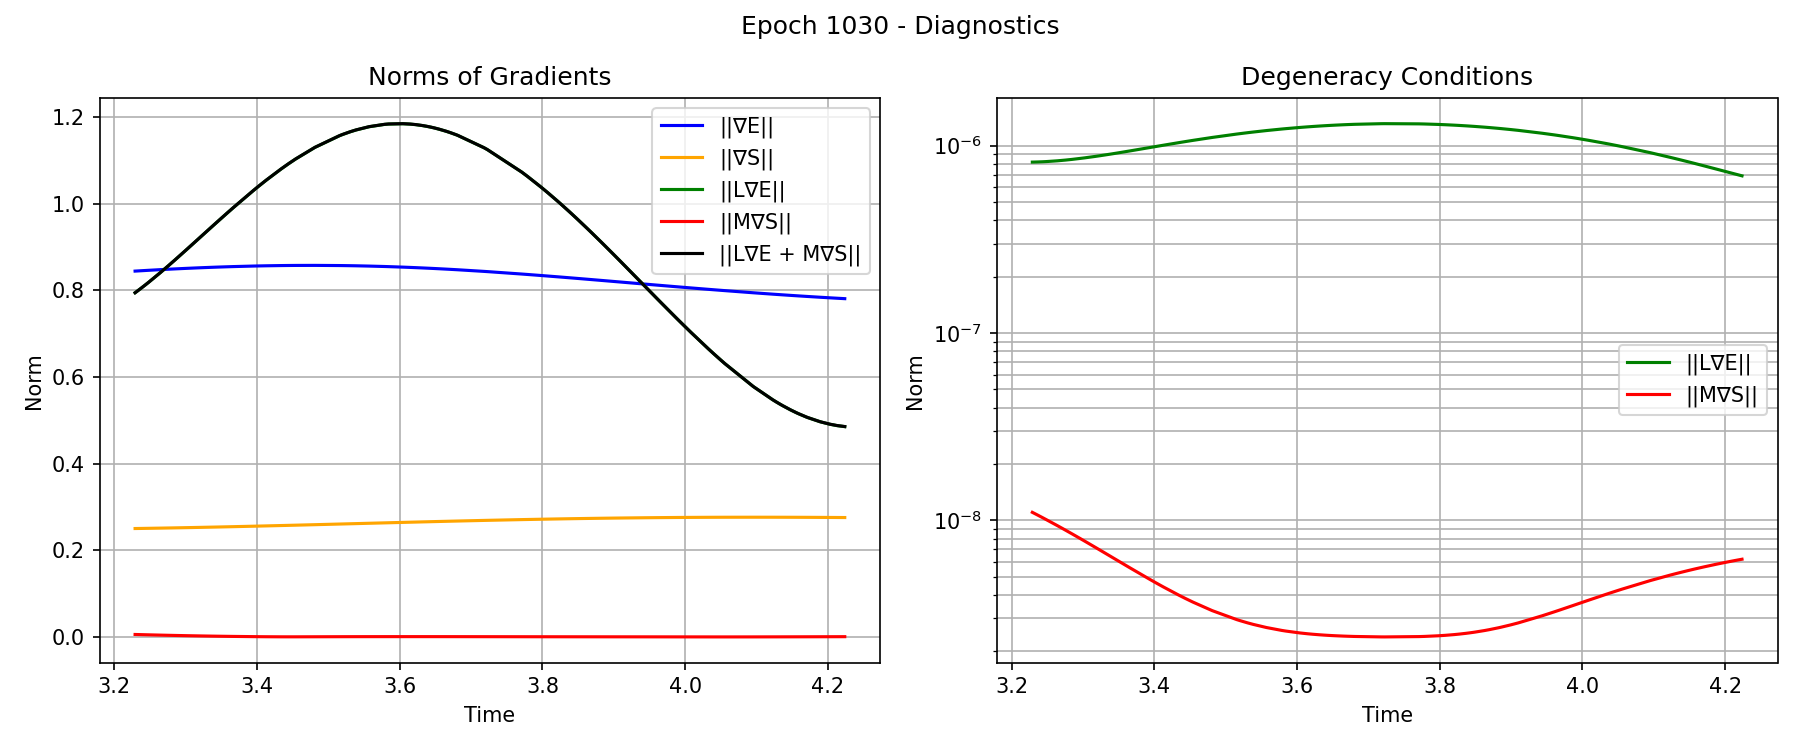 Epoch 1030 - Diagnostics
Norms of Gradients
Norm
1.2
1.0
0.8
0.6
0.4
0.2
0.0
3.2 3.4 3.6 3.8 4.0 4.2
Time
||∇E||
||∇S||
||L∇E||
||M∇S||
||L∇E + M∇S||
Degeneracy Conditions
Norm
10⁻⁶
10⁻⁷
10⁻⁸
3.2 3.4 3.6 3.8 4.0 4.2
Time
||L∇E||
||M∇S||